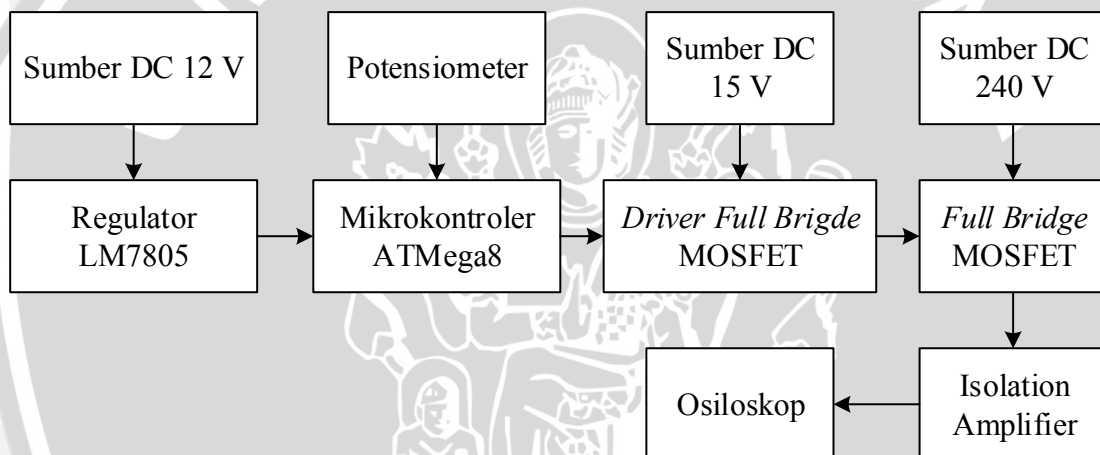 Sumber DC 12 V
Potensiometer
Sumber DC
15 V
Sumber DC
240 V
Regulator
LM7805
Mikrokontroler
ATMega8
Driver Full Brigde
MOSFET
Full Bridge
MOSFET
Osiloskop
Isolation
Amplifier